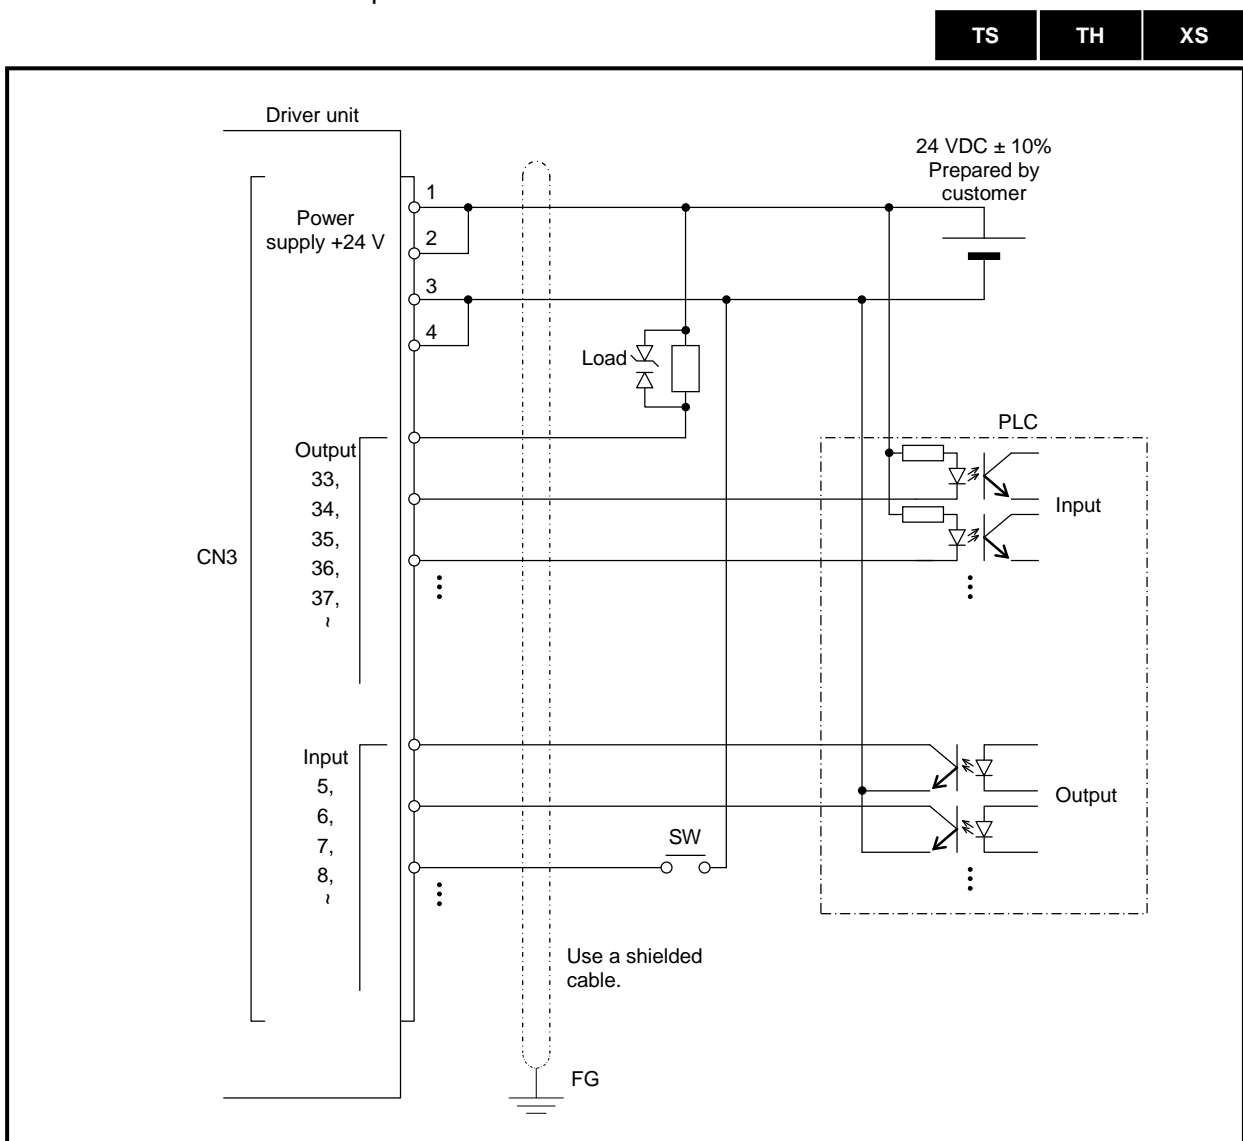 TS TH XS
Driver unit
24 VDC ± 10%
Prepared by
customer
1
Power
supply +24 V
2
3
4
Load
PLC
Output
33,
34,
35,
36,
37,
~
Input
CN3
Input
5,
6,
7,
8,
~
SW
Output
Use a shielded
cable.
FG